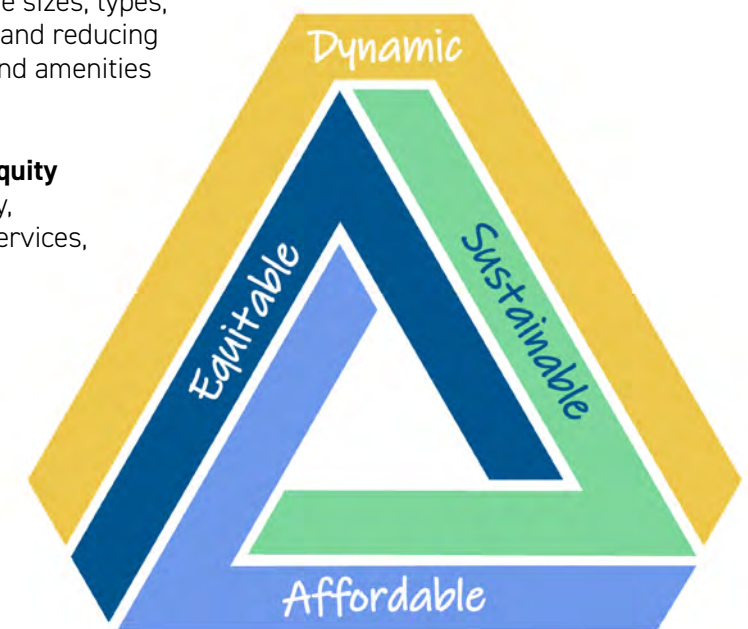 e sizes, types,
and reducing
nd amenities
quity
y,
ervices,
Dynamic
Sustainable
Equitable
Affordable